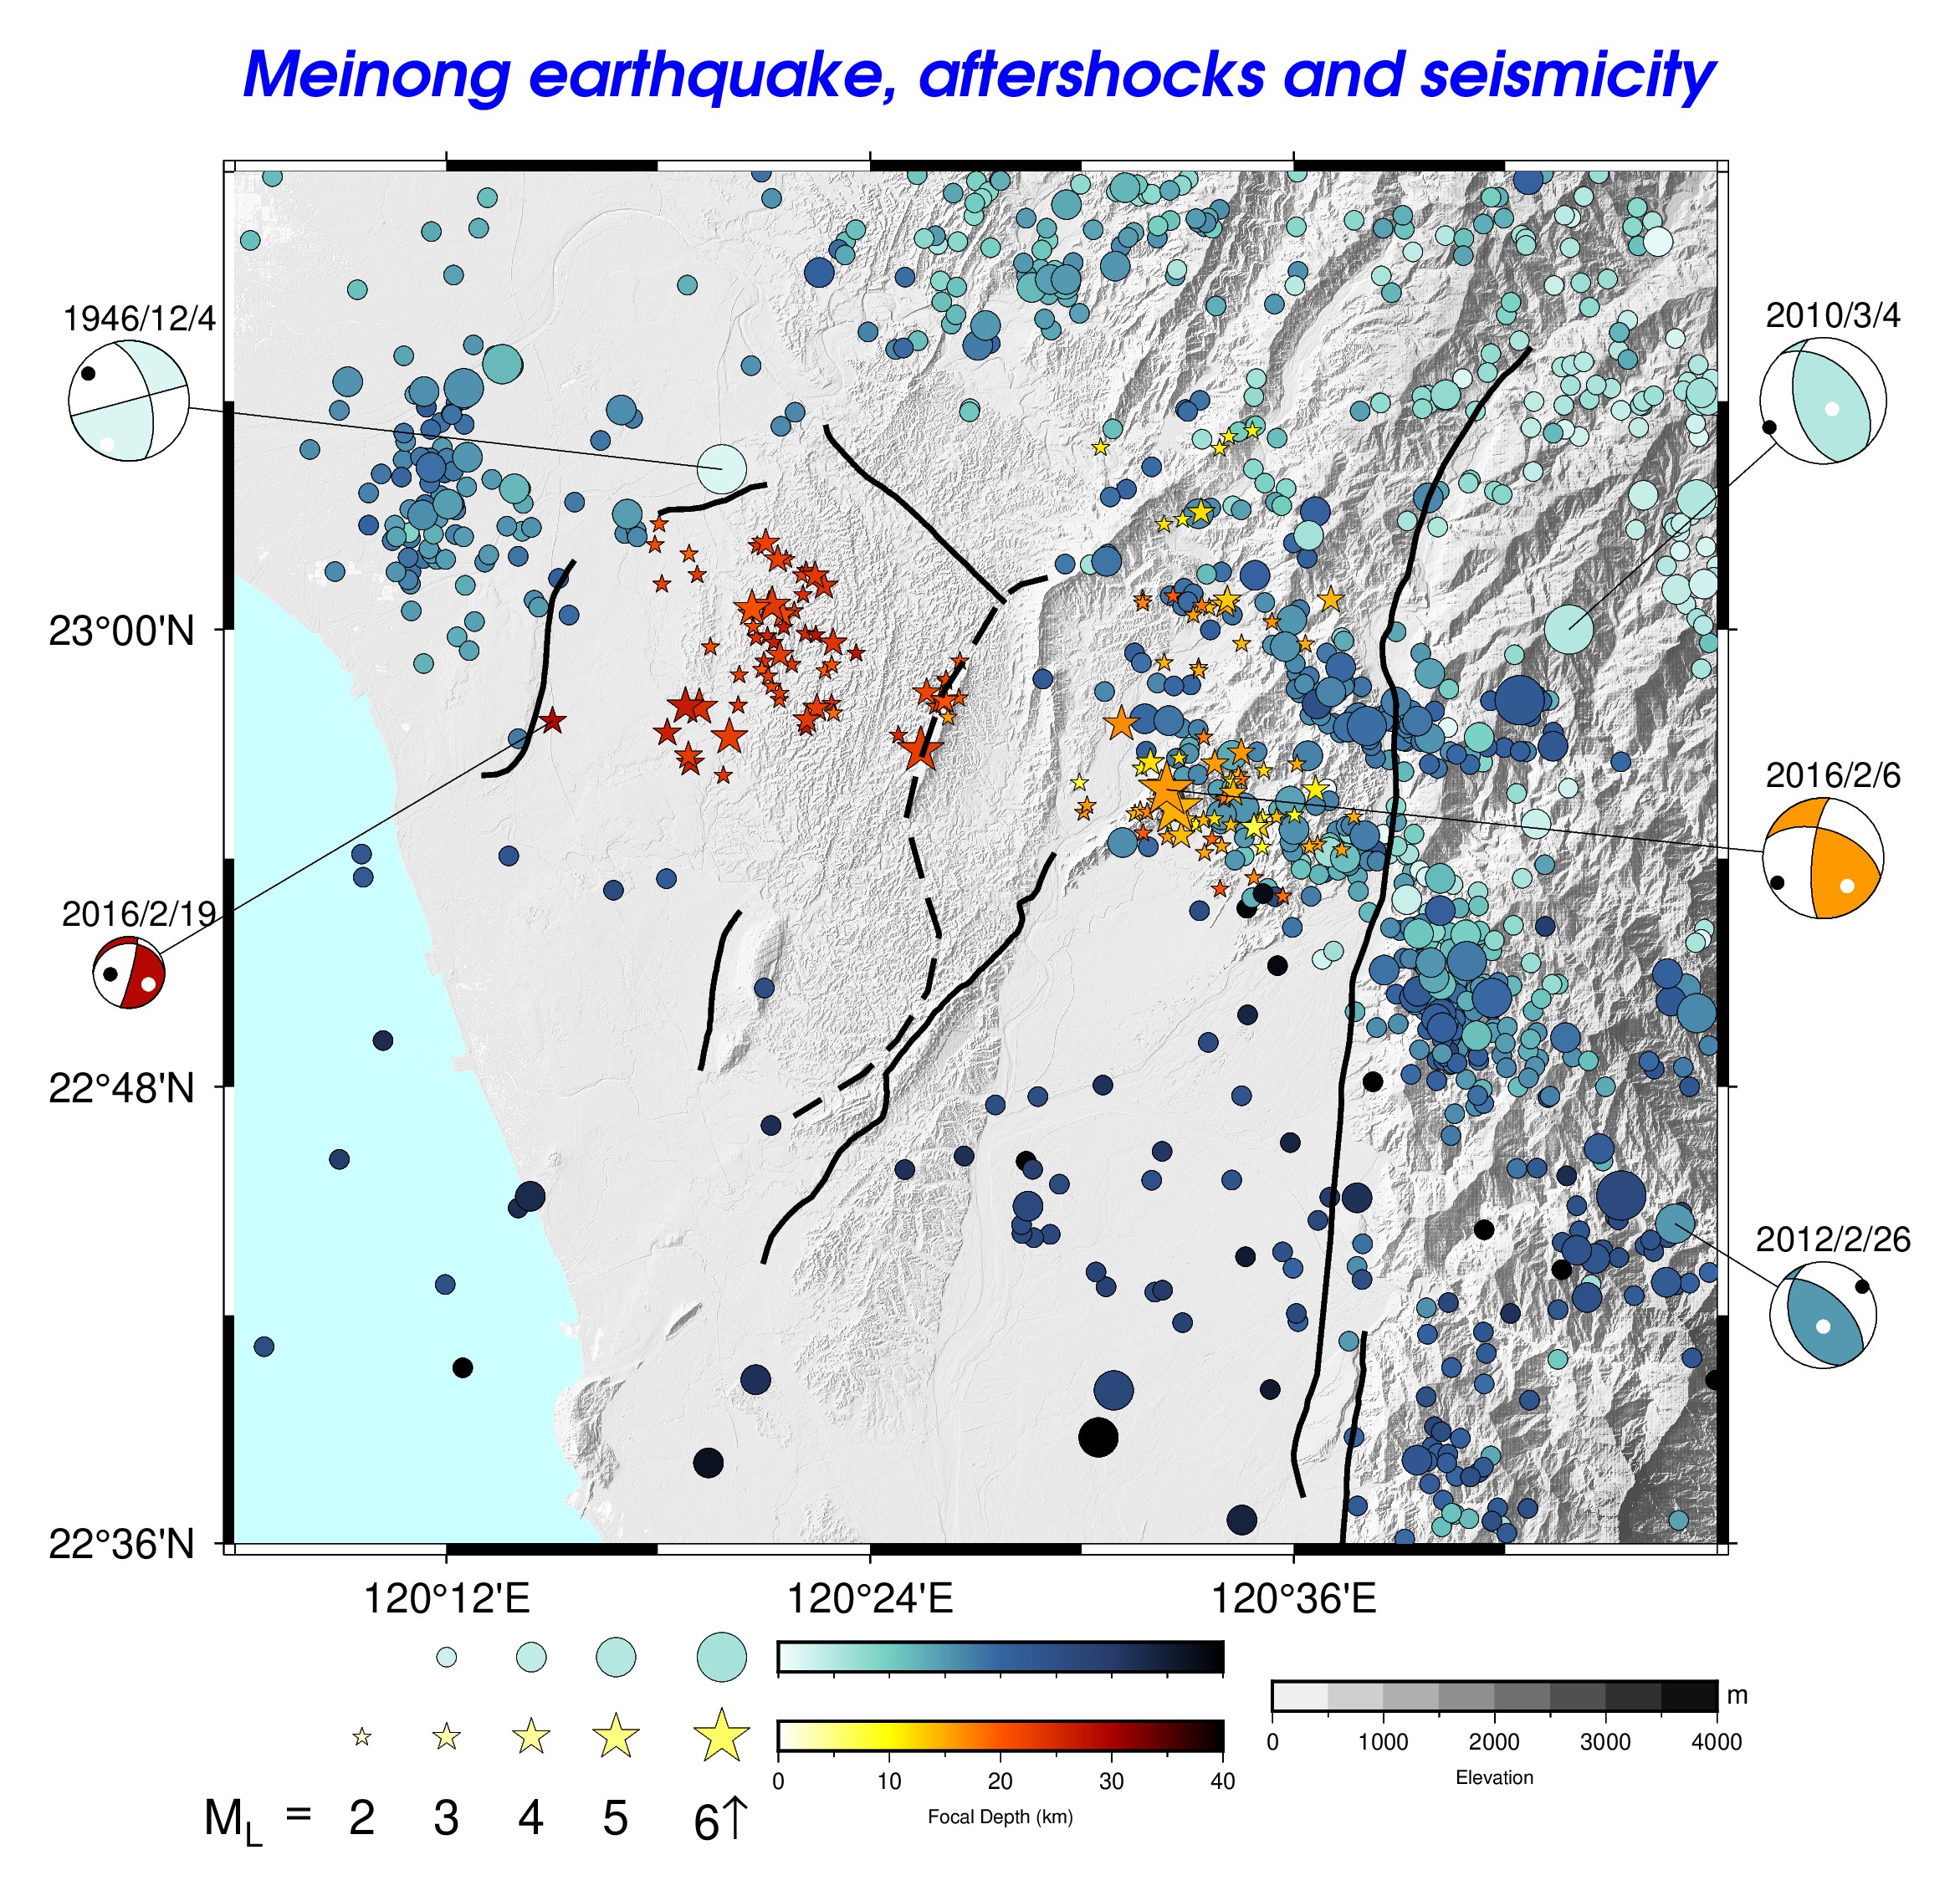 Meinong earthquake, aftershocks and seismicity
1946/12/4
2010/3/4
23°00'N
2016/2/6
2016/2/19
22°48'N
2012/2/26
22°36'N
120°12'E 120°24'E 120°36'E
m
0 1000 2000 3000 4000
Elevation
0 10 20 30 40
Focal Depth (km)
ML = 2 3 4 5 6↑